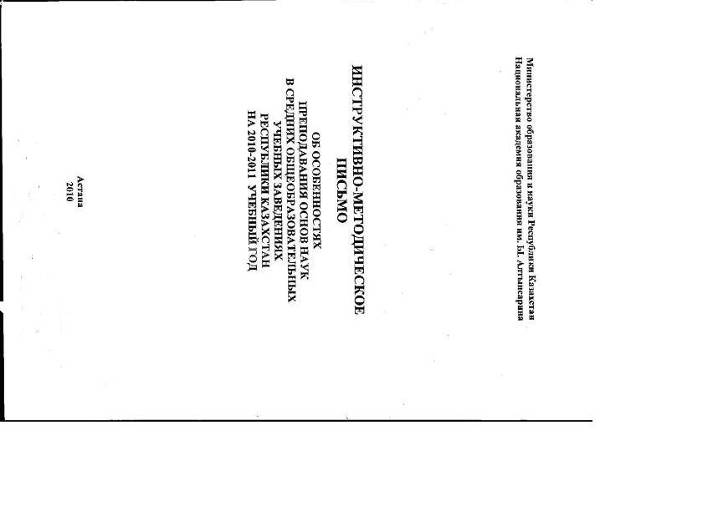 Министерство образования и науки Республики Казахстан
Национальная академия образования им. Ы. Алтынсарина
ИНСТРУКТИВНО-МЕТОДИЧЕСКОЕ
ПИСЬМО
ОБ ОСОБЕННОСТЯХ
ПРЕПОДАВАНИЯ ОСНОВ НАУК
В СРЕДНИХ ОБЩЕОБРАЗОВАТЕЛЬНЫХ
УЧЕБНЫХ ЗАВЕДЕНИЯХ
РЕСПУБЛИКИ КАЗАХСТАН
НА 2010-2011 УЧЕБНЫЙ ГОД
Астана
2010